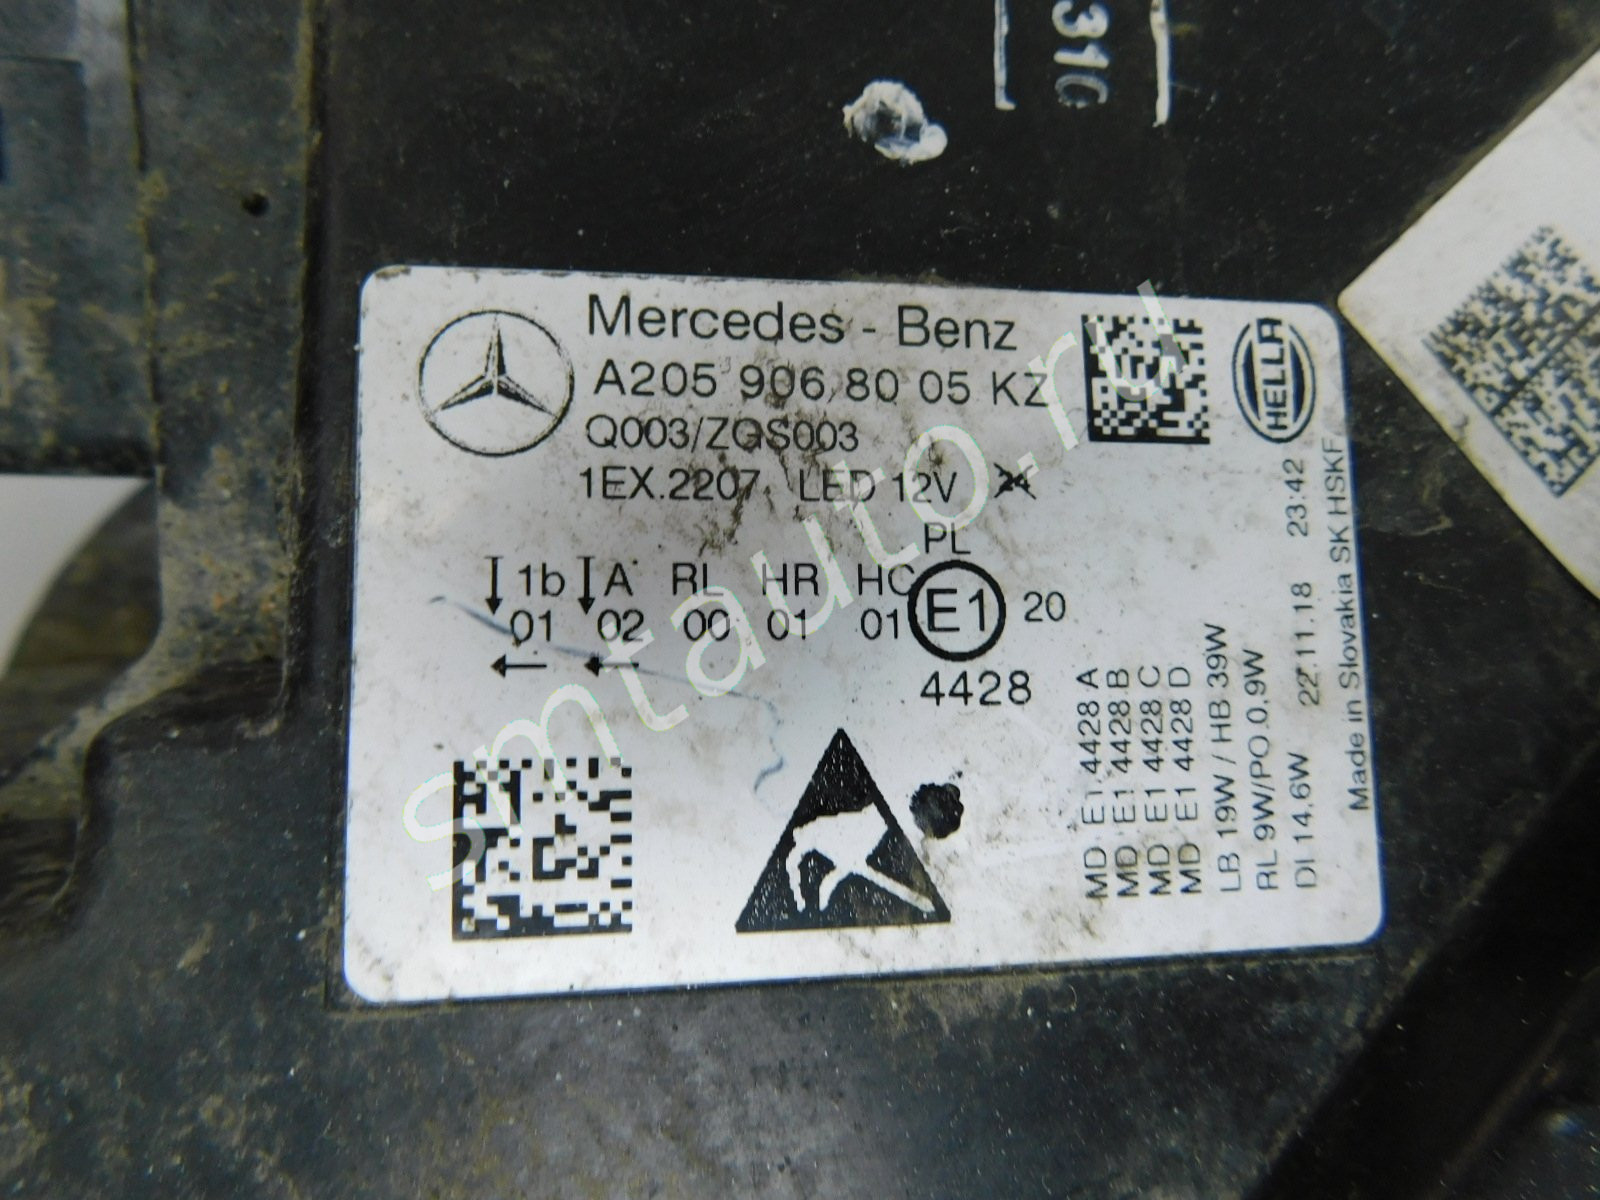 3110
Mercedes - Benz
A205 906 80 05 KZ
Q003/ZGS003
1EX.2207. LED 12V 24
PL
1b A RL HR HC
01 02 00 01 01 E1 20
4428
HELLA
MD E1 4428 A
MD E1 4428 B
MD E1 4428 C
MD E1 4428 D
LB 19W / HB 39W
RL 9W/PO 0,9W
DI 14.6W 22.11.18 23:42
Made in Slovakia SK HSKF
smtauto.ru